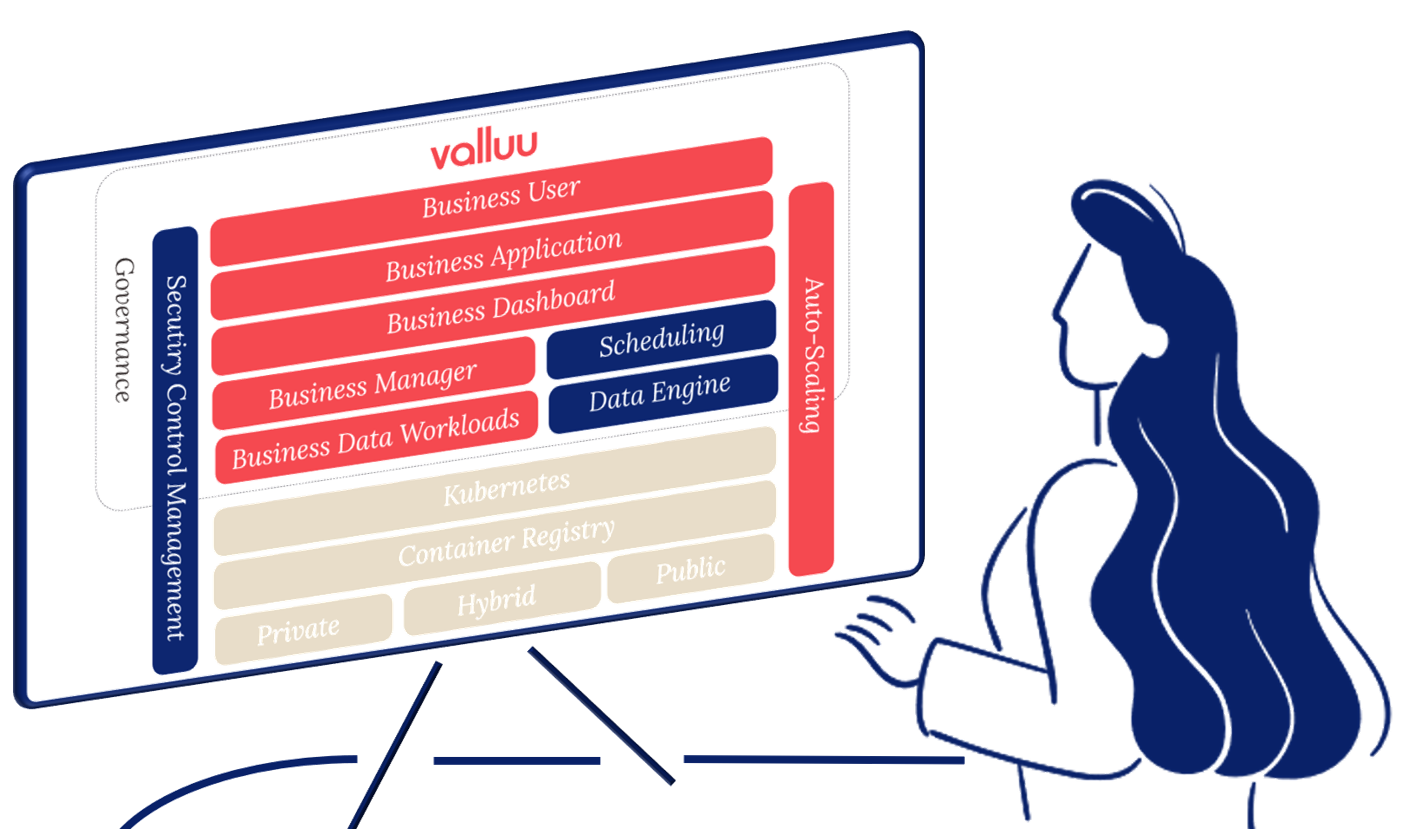 valluu
Business User
Business Application
Business Dashboard
Business Manager
Scheduling
Business Data Workloads
Data Engine
Governance
Secutiry Control Management
Auto-Scaling
Kubernetes
Container Registry
Private
Hybrid
Public